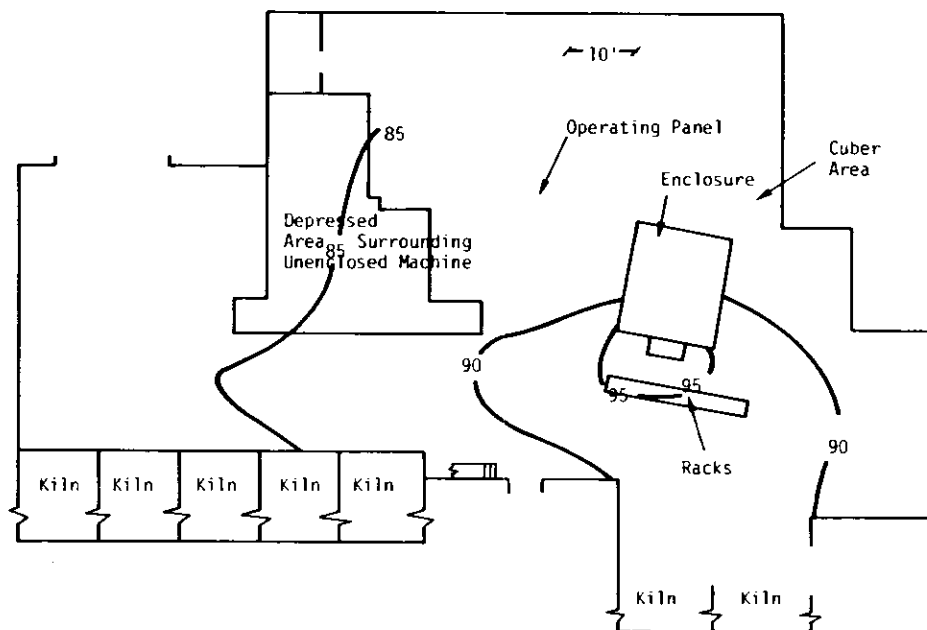 10'
85
Operating Panel
Cuber
Area
Enclosure
Depressed
Area Surrounding
85
Unenclosed Machine
90
95
95
90
Racks
Kiln
Kiln
Kiln
Kiln
Kiln
Kiln
Kiln